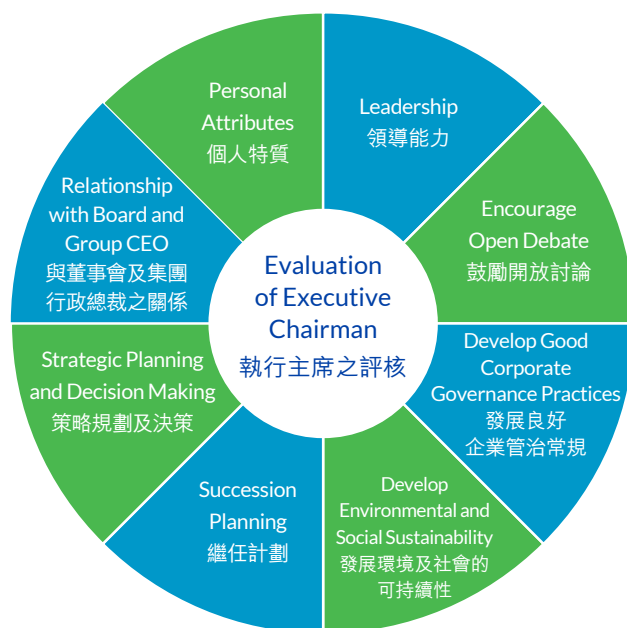 Evaluation
of Executive
Chairman
執行主席之評核
Leadership
領導能力
Encourage
Open Debate
鼓勵開放討論
Develop Good
Corporate
Governance Practices
發展良好
企業管治常規
Develop
Environmental and
Social Sustainability
發展環境及社會的
可持續性
Succession
Planning
繼任計劃
Strategic Planning
and Decision Making
策略規劃及決策
Relationship
with Board and
Group CEO
與董事會及集團
行政總裁之關係
Personal
Attributes
個人特質